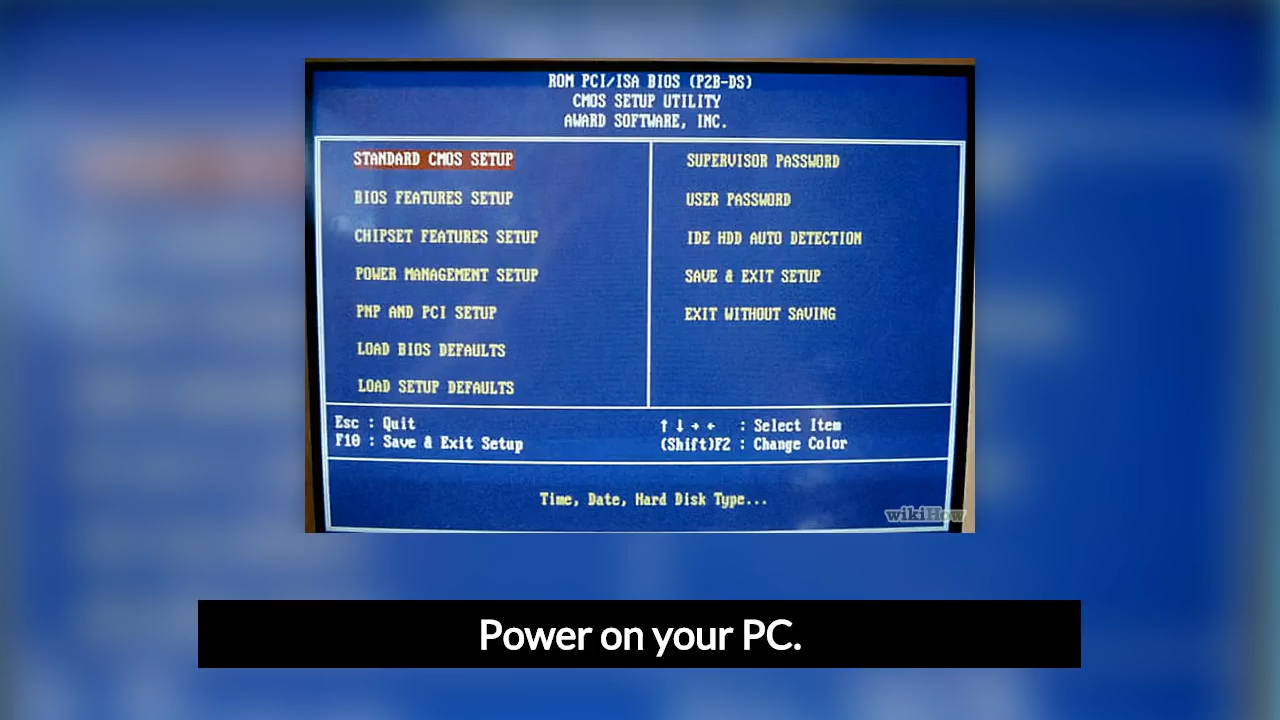 ROM PCI/ISA BIOS (P2B-DS)
CMOS SETUP UTILITY
AWARD SOFTWARE, INC.
STANDARD CMOS SETUP
BIOS FEATURES SETUP
CHIPSET FEATURES SETUP
POWER MANAGEMENT SETUP
PNP AND PCI SETUP
LOAD BIOS DEFAULTS
LOAD SETUP DEFAULTS
SUPERVISOR PASSWORD
USER PASSWORD
IDE HDD AUTO DETECTION
SAVE & EXIT SETUP
EXIT WITHOUT SAVING
Esc : Quit
F10 : Save & Exit Setup
↑ ↓ → ← : Select Item
(Shift)F2 : Change Color
Time, Date, Hard Disk Type...
wikiHow
Power on your PC.